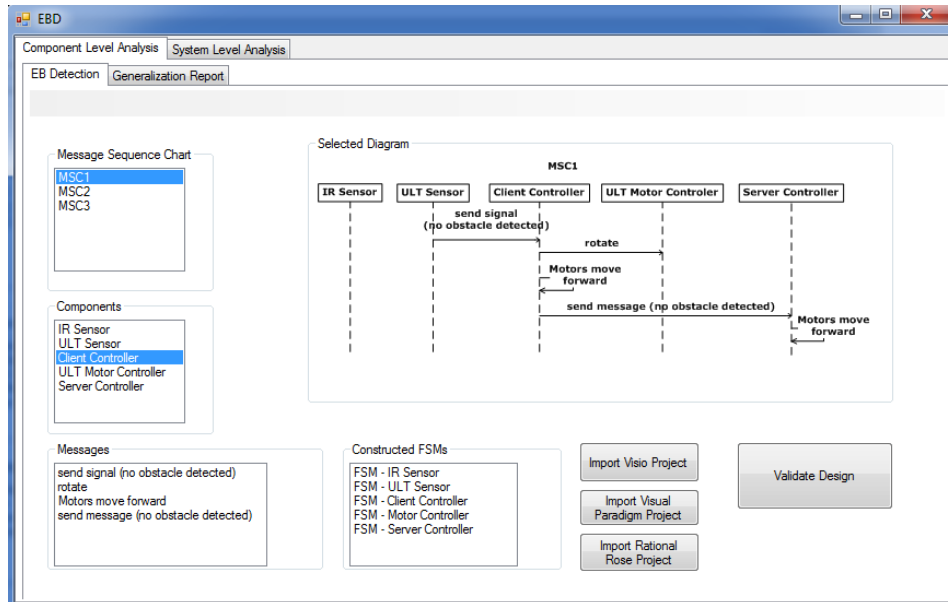 EBD
Component Level Analysis System Level Analysis
EB Detection Generalization Report
Message Sequence Chart
MSC1
MSC2
MSC3
Components
IR Sensor
ULT Sensor
Client Controller
ULT Motor Controller
Server Controller
Selected Diagram
MSC1
IR Sensor ULT Sensor Client Controller ULT Motor Controler Server Controller
send signal
(no obstacle detected)
rotate
Motors move
forward
send message (no obstacle detected)
Motors move
forward
Messages
send signal (no obstacle detected)
rotate
Motors move forward
send message (no obstacle detected)
Constructed FSMs
FSM - IR Sensor
FSM - ULT Sensor
FSM - Client Controller
FSM - Motor Controller
FSM - Server Controller
Import Visio Project
Import Visual
Paradigm Project
Import Rational
Rose Project
Validate Design